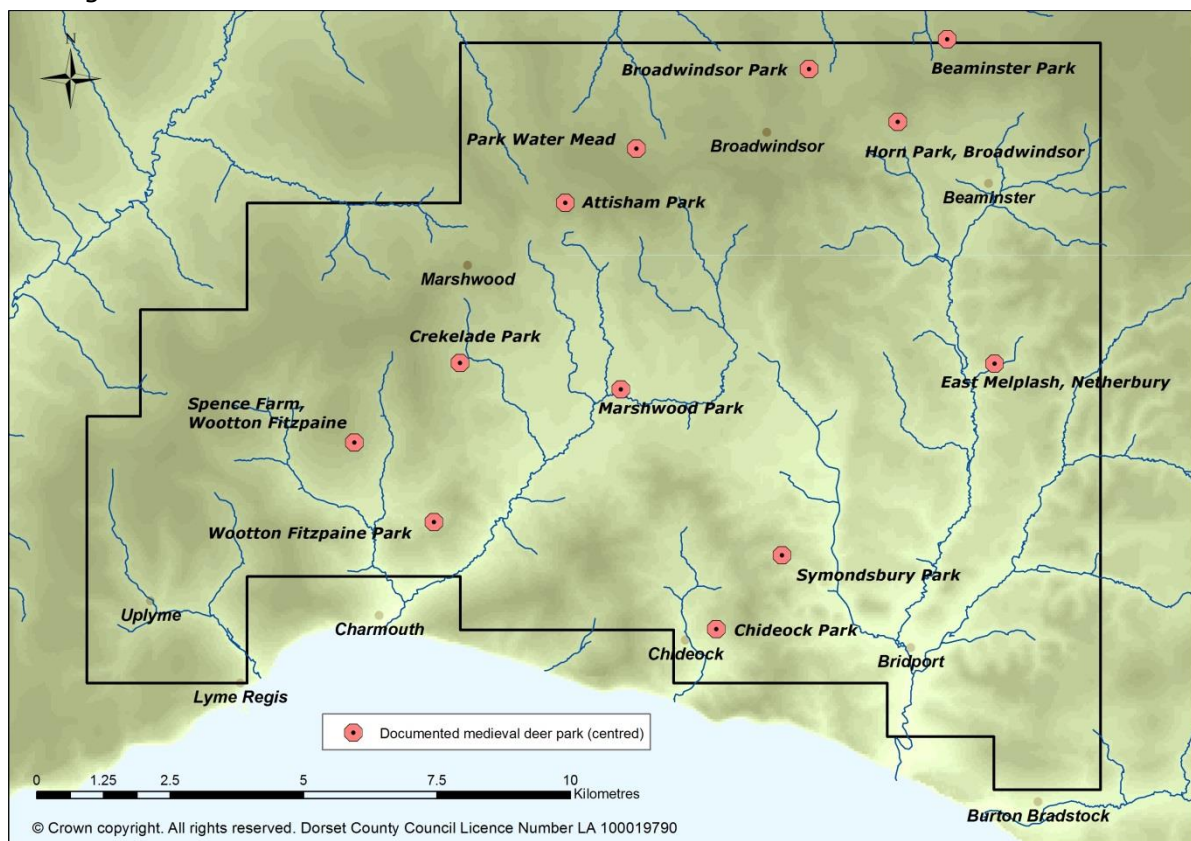 N
Broadwindsor Park
Beaminster Park
Park Water Mead
Broadwindsor
Horn Park, Broadwindsor
Attisham Park
Beaminster
Marshwood
Crekelade Park
East Melplash, Netherbury
Marshwood Park
Spence Farm,
Wootton Fitzpaine
Wootton Fitzpaine Park
Symondsbury Park
Uplyme
Charmouth
Chideock Park
Chideock
Bridport
Lyme Regis
Documented medieval deer park (centred)
0 1.25 2.5 5 7.5 10
Kilometres
Burton Bradstock
© Crown copyright. All rights reserved. Dorset County Council Licence Number LA 100019790